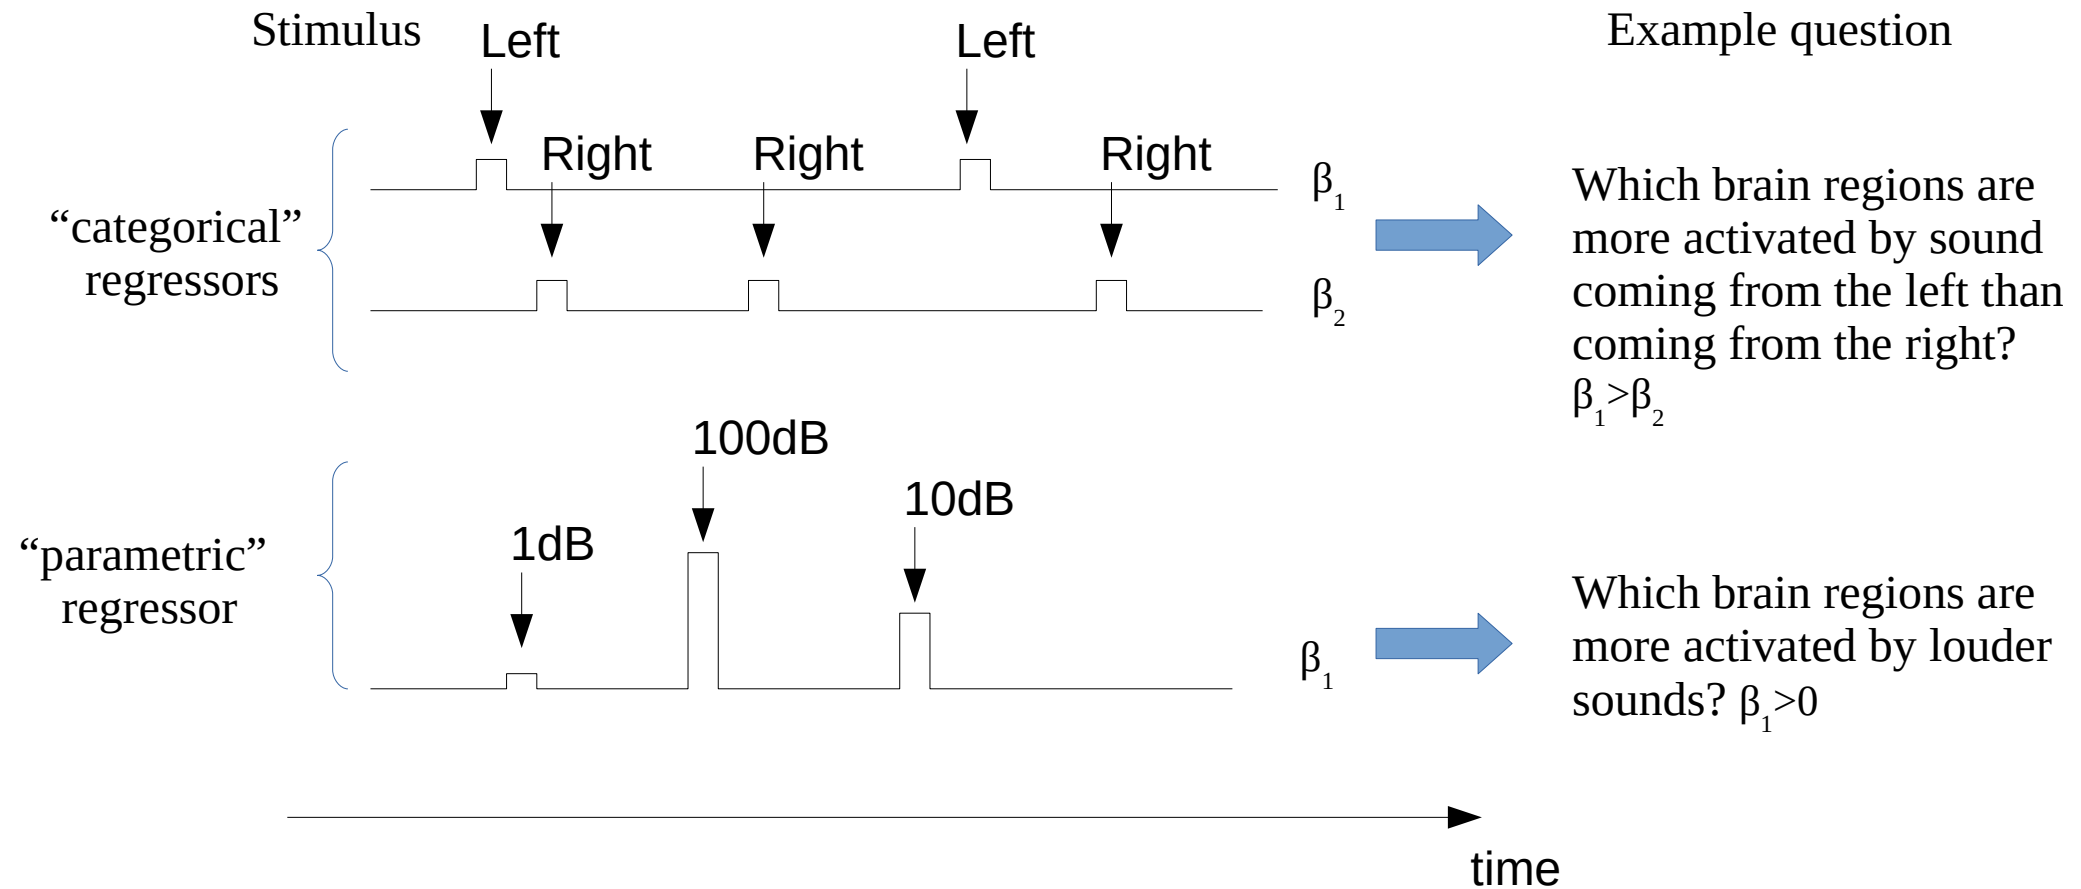 Stimulus
Left
Left
Example question
Right
Right
Right
β1
“categorical”
regressors
β2
Which brain regions are
more activated by sound
coming from the left than
coming from the right?
β1>β2
100dB
10dB
1dB
“parametric”
regressor
β1
Which brain regions are
more activated by louder
sounds? β1>0
time